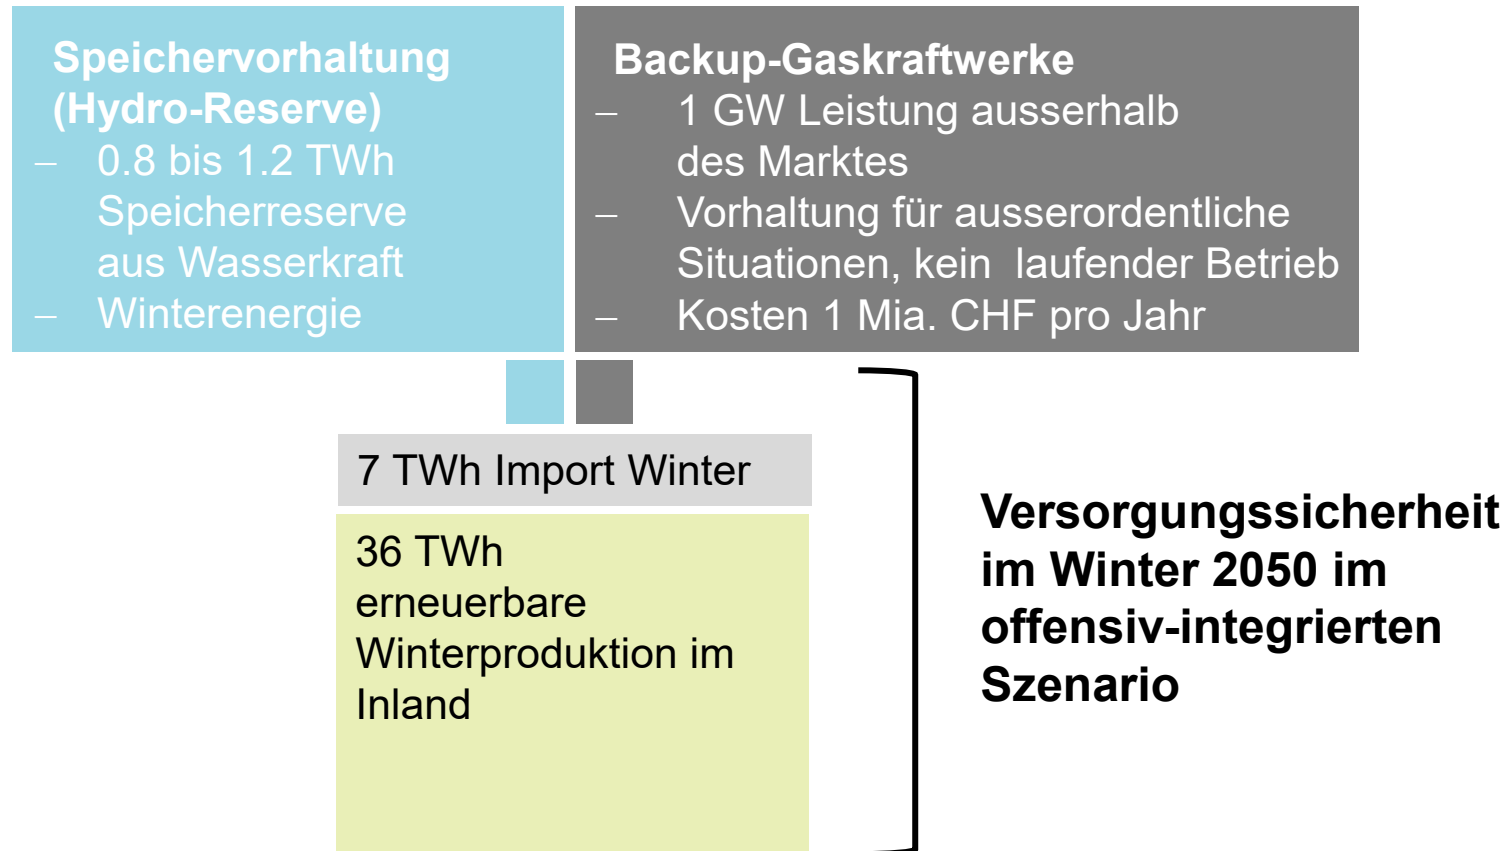 Speichervorhaltung
(Hydro-Reserve)
– 0.8 bis 1.2 TWh
Speicherreserve
aus Wasserkraft
– Winterenergie
Backup-Gaskraftwerke
– 1 GW Leistung ausserhalb
des Marktes
– Vorhaltung für ausserordentliche
Situationen, kein  laufender Betrieb
– Kosten 1 Mia. CHF pro Jahr
7 TWh Import Winter
36 TWh
erneuerbare
Winterproduktion im
Inland
Versorgungssicherheit
im Winter 2050 im
offensiv-integrierten
Szenario